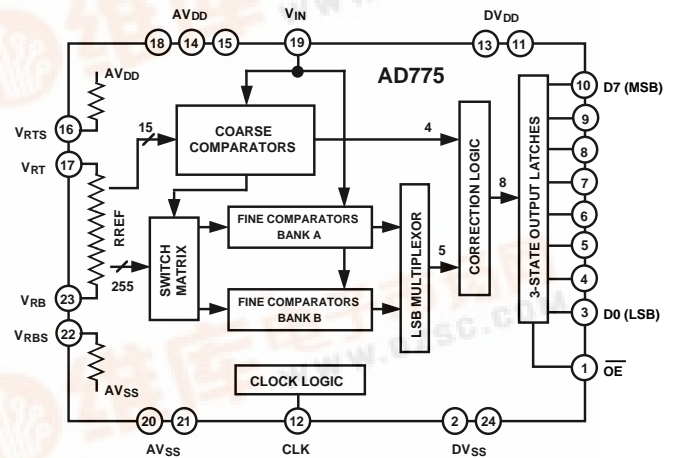 AVDD
VIN
DVDD
18
14
15
19
13
11
AVDD
AD775
10
D7 (MSB)
VRTS
16
9
15
COARSE
COMPARATORS
4
8
VRT
17
CORRECTION LOGIC
8
3-STATE OUTPUT LATCHES
7
RREF
SWITCH
MATRIX
FINE COMPARATORS
BANK A
LSB MULTIPLEXOR
6
5
5
255
4
VRB
23
FINE COMPARATORS
BANK B
3
D0 (LSB)
VRBS
22
1
OE
CLOCK LOGIC
AVSS
20
21
12
2
24
AVSS
CLK
DVSS